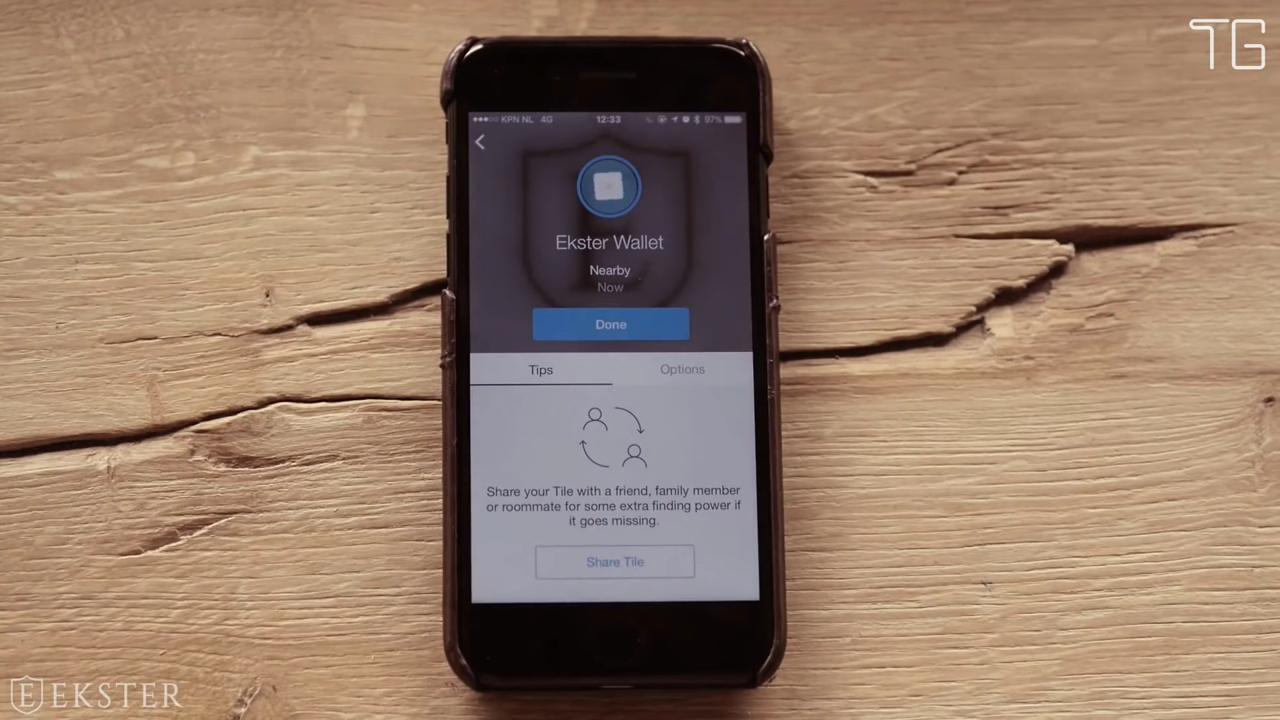 TG
KPN NL 4G 12:33 97%
Ekster Wallet
Nearby
Now
Done
Tips Options
Share your Tile with a friend, family member
or roommate for some extra finding power if
it goes missing.
Share Tile
E EKSTER